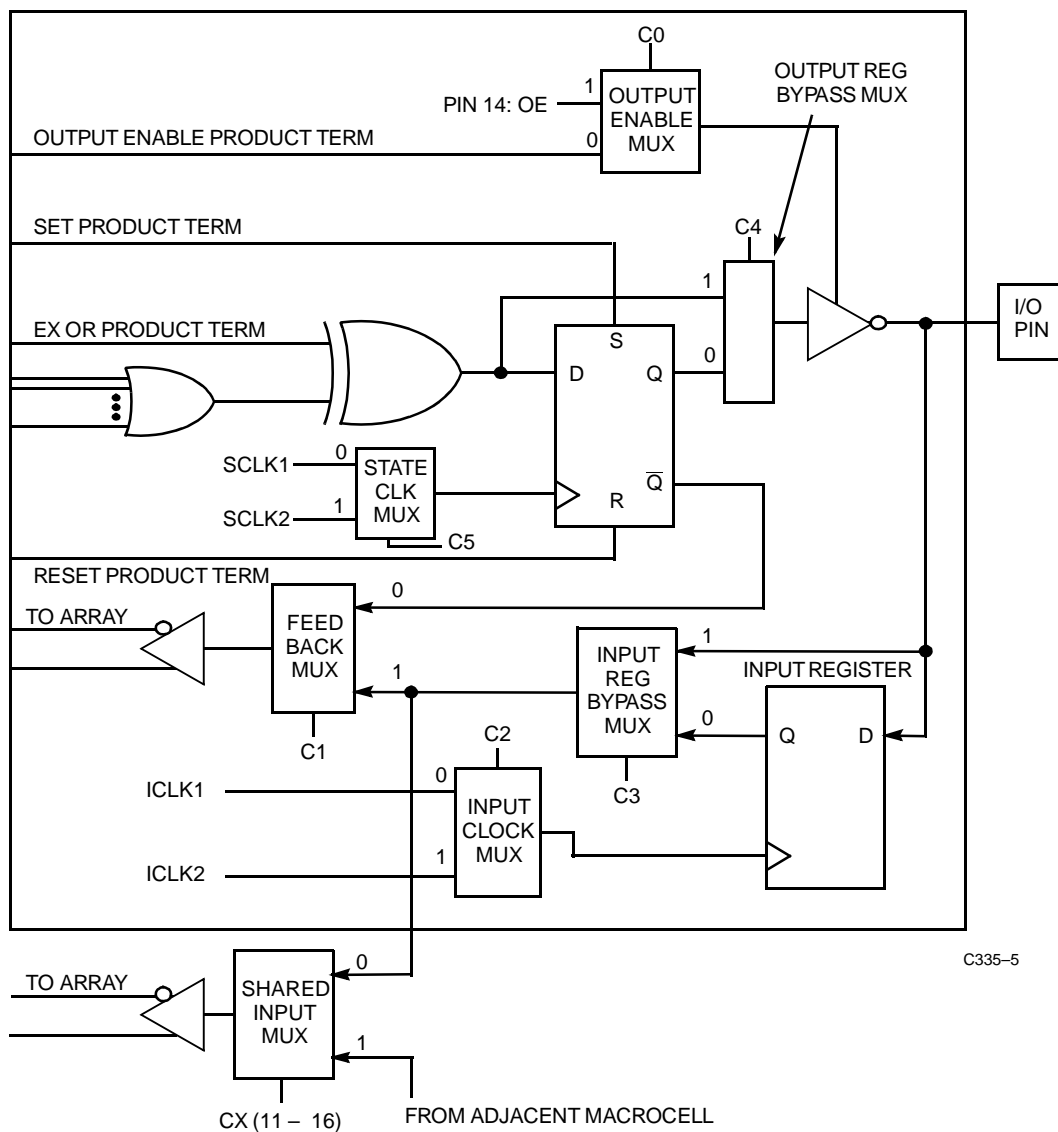 C0
OUTPUT REG
BYPASS MUX
1
PIN 14: OE
OUTPUT
ENABLE
MUX
OUTPUT ENABLE PRODUCT TERM
0
SET PRODUCT TERM
C4
1
I/O
PIN
EX OR PRODUCT TERM
S
0
D
Q
SCLK1
0
STATE
CLK
MUX
Q
SCLK2
1
R
C5
RESET PRODUCT TERM
0
TO ARRAY
FEED
BACK
MUX
1
INPUT
REG
BYPASS
MUX
INPUT REGISTER
1
0
Q
D
C1
C2
C3
ICLK1
0
INPUT
CLOCK
MUX
1
ICLK2
C335–5
TO ARRAY
0
SHARED
INPUT
MUX
1
CX (11 – 16)
FROM ADJACENT MACROCELL